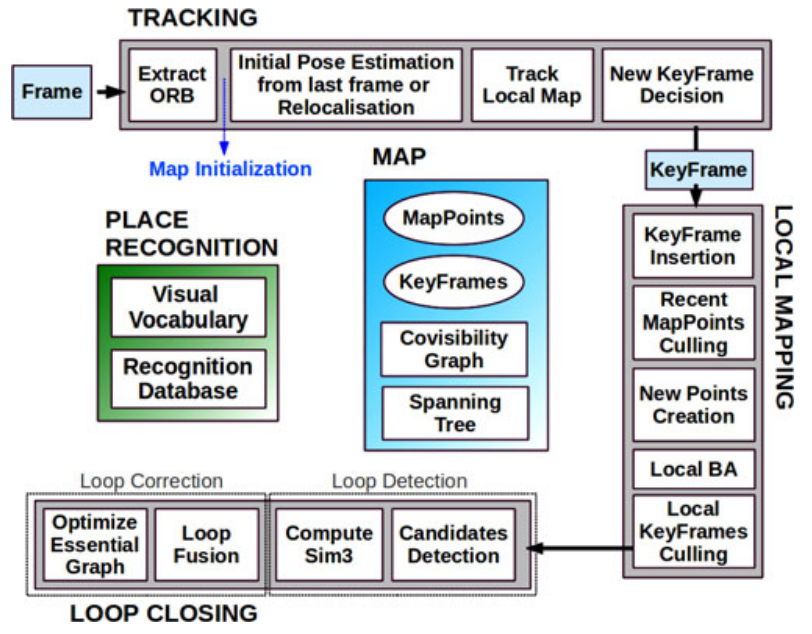 TRACKING
Frame
Extract
ORB
Initial Pose Estimation
from last frame or
Relocalisation
Track
Local Map
New KeyFrame
Decision
Map Initialization
KeyFrame
MAP
MapPoints
KeyFrames
Covisibility
Graph
Spanning
Tree
PLACE
RECOGNITION
Visual
Vocabulary
Recognition
Database
LOCAL MAPPING
KeyFrame
Insertion
Recent
MapPoints
Culling
New Points
Creation
Local BA
Local
KeyFrames
Culling
Loop Correction
Loop Detection
Optimize
Essential
Graph
Loop
Fusion
Compute
Sim3
Candidates
Detection
LOOP CLOSING